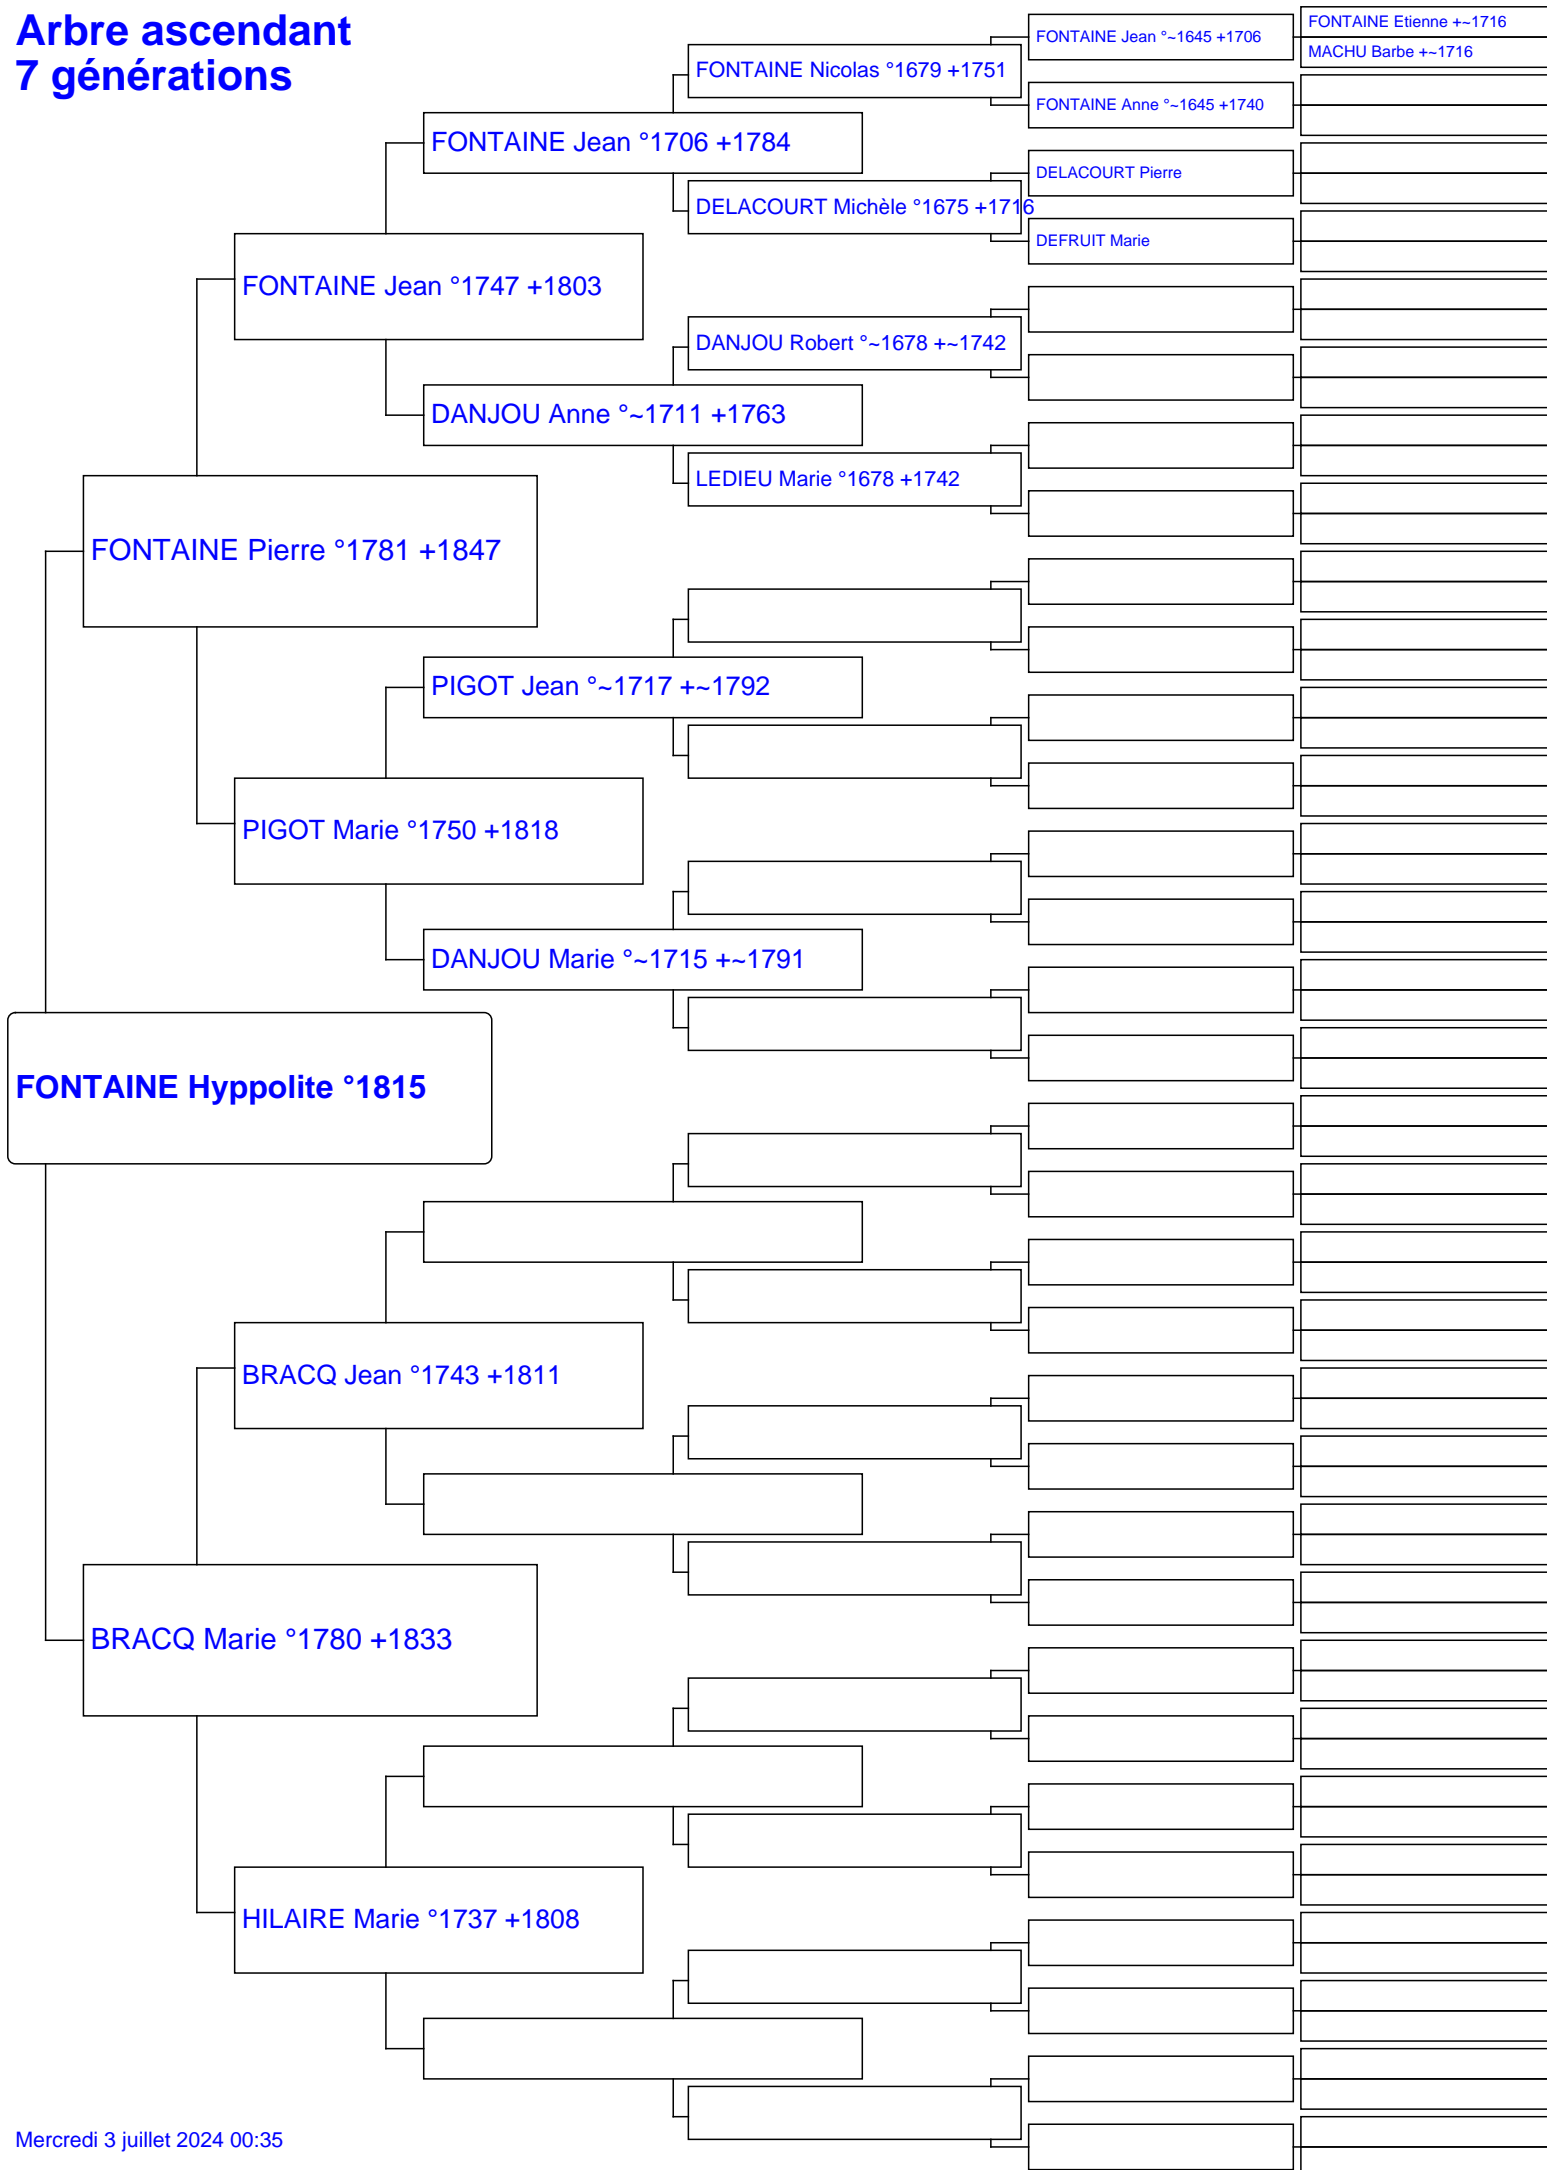 Arbre ascendant
7 générations
FONTAINE Etienne +~1716
FONTAINE Jean °~1645 +1706
MACHU Barbe +~1716
FONTAINE Nicolas °1679 +1751
FONTAINE Anne °~1645 +1740
FONTAINE Jean °1706 +1784
DELACOURT Pierre
DELACOURT Michèle °1675 +1716
DEFRUIT Marie
FONTAINE Jean °1747 +1803
DANJOU Robert °~1678 +~1742
DANJOU Anne °~1711 +1763
LEDIEU Marie °1678 +1742
FONTAINE Pierre °1781 +1847
PIGOT Jean °~1717 +~1792
PIGOT Marie °1750 +1818
DANJOU Marie °~1715 +~1791
FONTAINE Hyppolite °1815
BRACQ Jean °1743 +1811
BRACQ Marie °1780 +1833
HILAIRE Marie °1737 +1808
Mercredi 3 juillet 2024 00:35